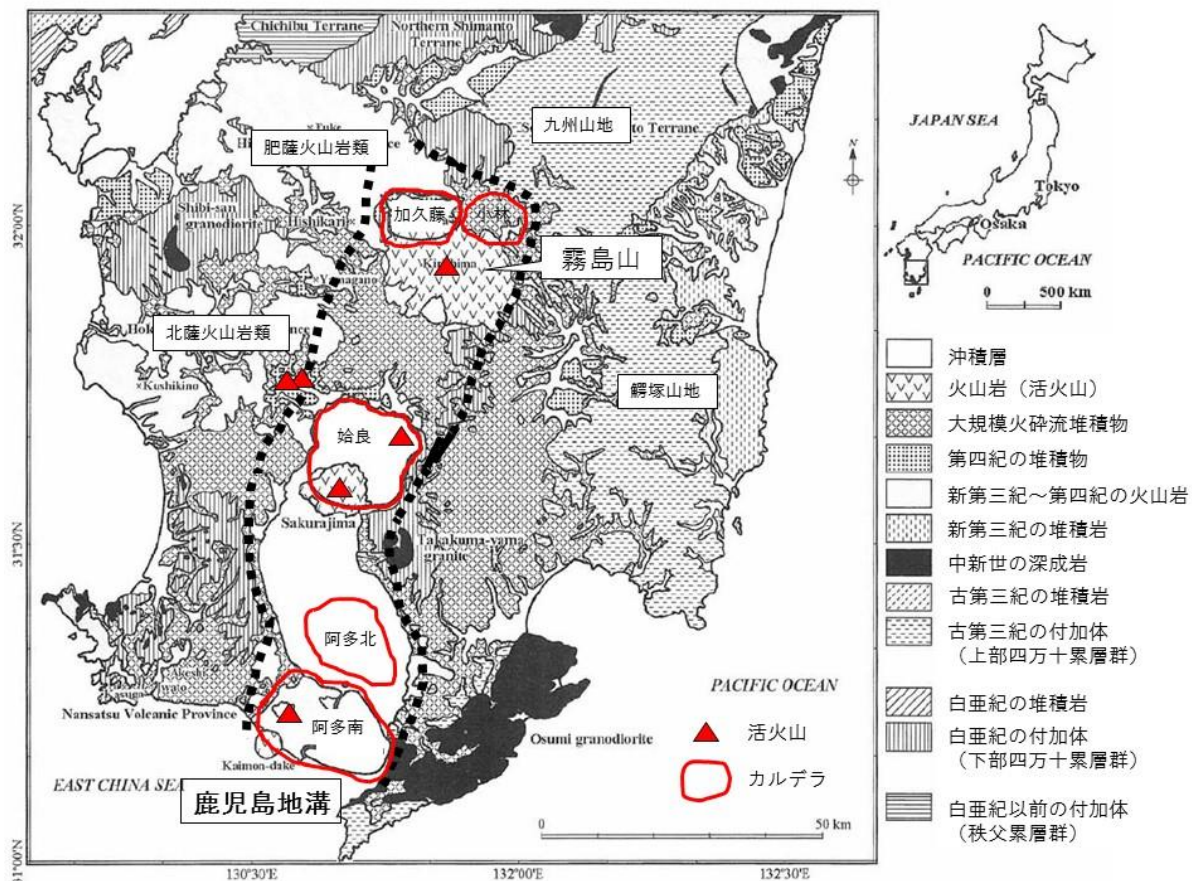 Chichibu Terrane
Northern Shimanto
Terrane
九州山地
to Terrane
肥薩火山岩類
Shibi-san
granodiorite
Hishikari
加久藤
小林
霧島山
Yamagano
北薩火山岩類
Kushikino
鰐塚山地
姶良
Sakurajima
Takakuma-yama
granite
阿多北
阿多南
Nansatsu Volcanic Province
Kaimon-dake
EAST CHINA SEA
鹿児島地溝
Osumi granodiorite
PACIFIC OCEAN
活火山
カルデラ
0 50 km
N
32°00'N
31°30'N
31°00'N
130°30'E
132°00'E
132°30'E
JAPAN SEA
Tokyo
Osaka
PACIFIC OCEAN
0 500 km
沖積層
火山岩（活火山）
大規模火砕流堆積物
第四紀の堆積物
新第三紀～第四紀の火山岩
新第三紀の堆積岩
中新世の深成岩
古第三紀の堆積岩
古第三紀の付加体
（上部四万十累層群）
白亜紀の堆積岩
白亜紀の付加体
（下部四万十累層群）
白亜紀以前の付加体
（秩父累層群）